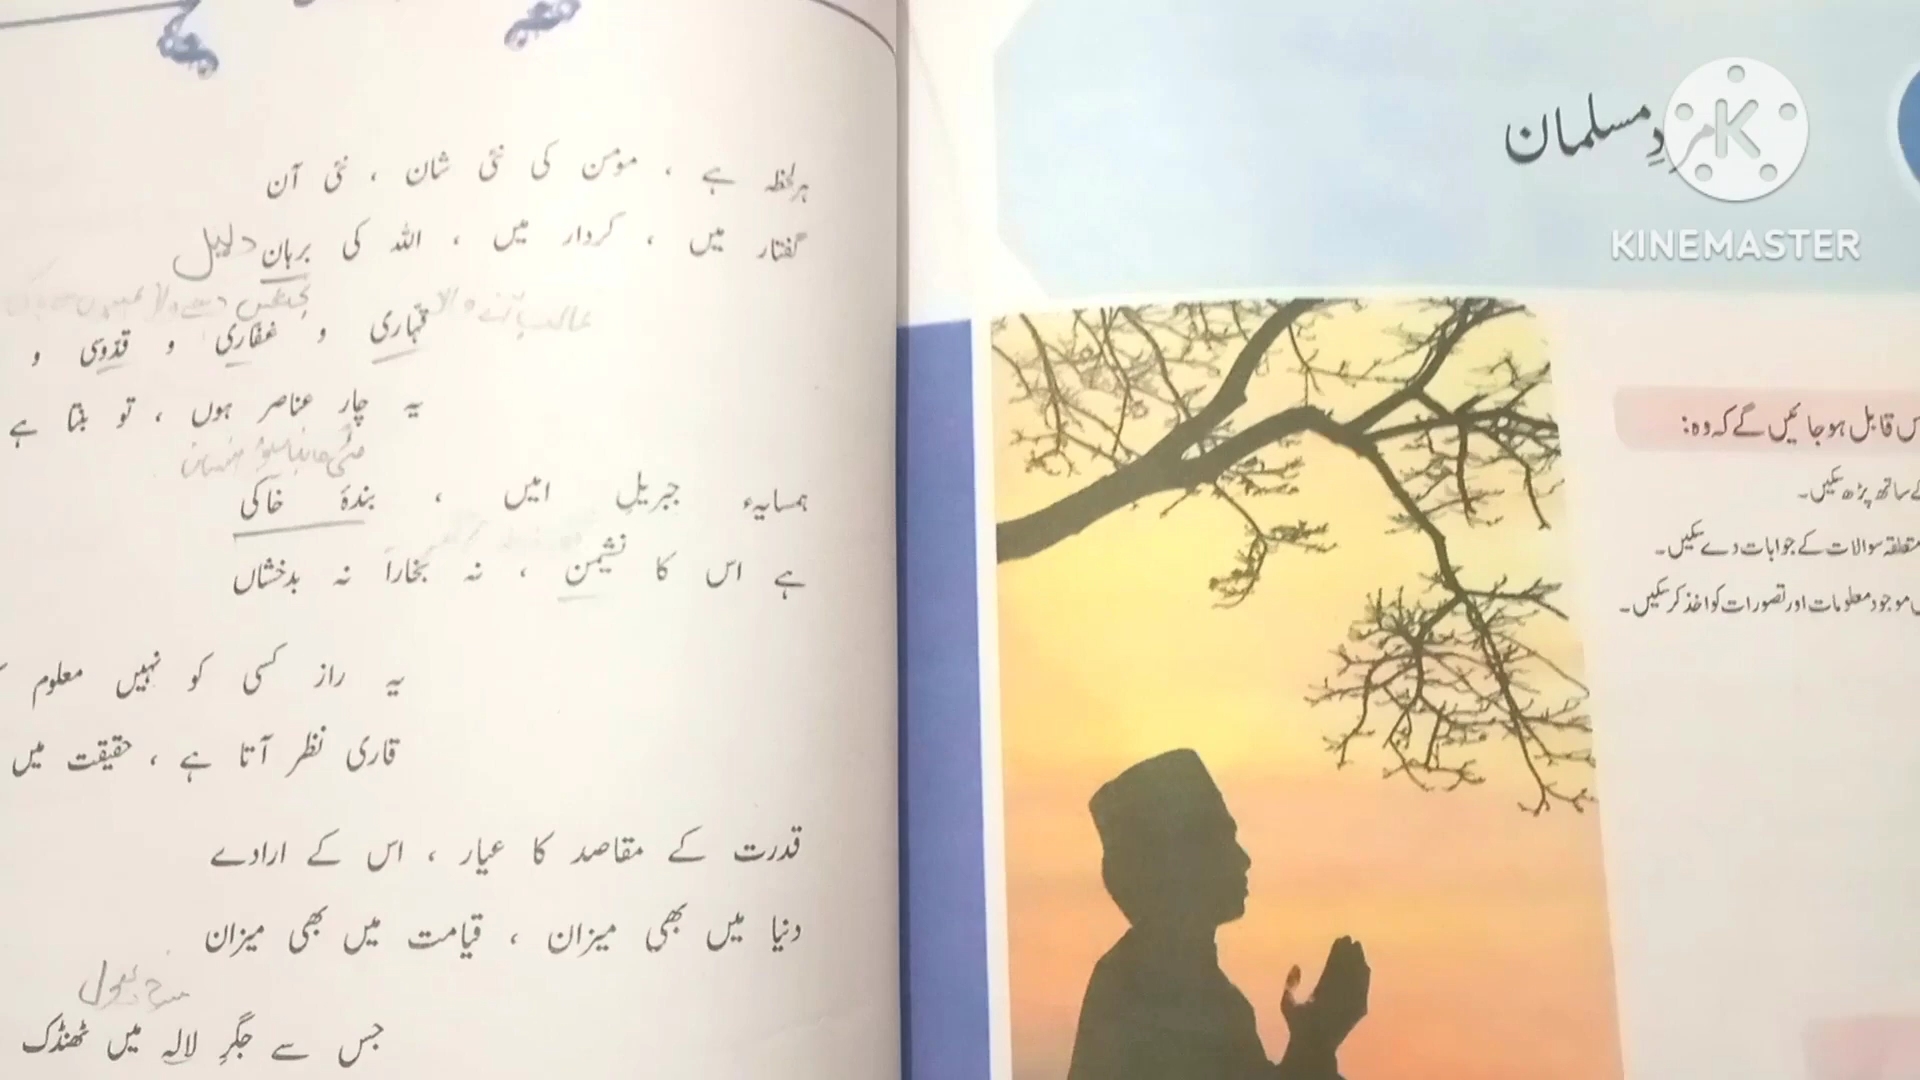 ہر لحظہ ہے ، مومن کی نئی شان ، نئی آن
گفتار میں ، کردار میں ، اللہ کی برہان دلیل
قہاری و غفاری و قدوسی و
یہ چار عناصر ہوں ، تو بنتا ہے
ہمسایہء جبریل امیں ، بندۂ خاکی
ہے اس کا نشیمن ، نہ بخارا نہ بدخشاں
یہ راز کسی کو نہیں معلوم
قاری نظر آتا ہے ، حقیقت میں
قدرت کے مقاصد کا عیار ، اس کے ارادے
دنیا میں بھی میزان ، قیامت میں بھی میزان
جس سے جگرِ لالہ میں ٹھنڈک
مردِ مسلمان
KINEMASTER
قابل ہو جائیں گے کہ وہ:
ساتھ پڑھ سکیں۔
متعلقہ سوالات کے جوابات دے سکیں۔
موجود معلومات اور تصورات کو اخذ کر سکیں۔